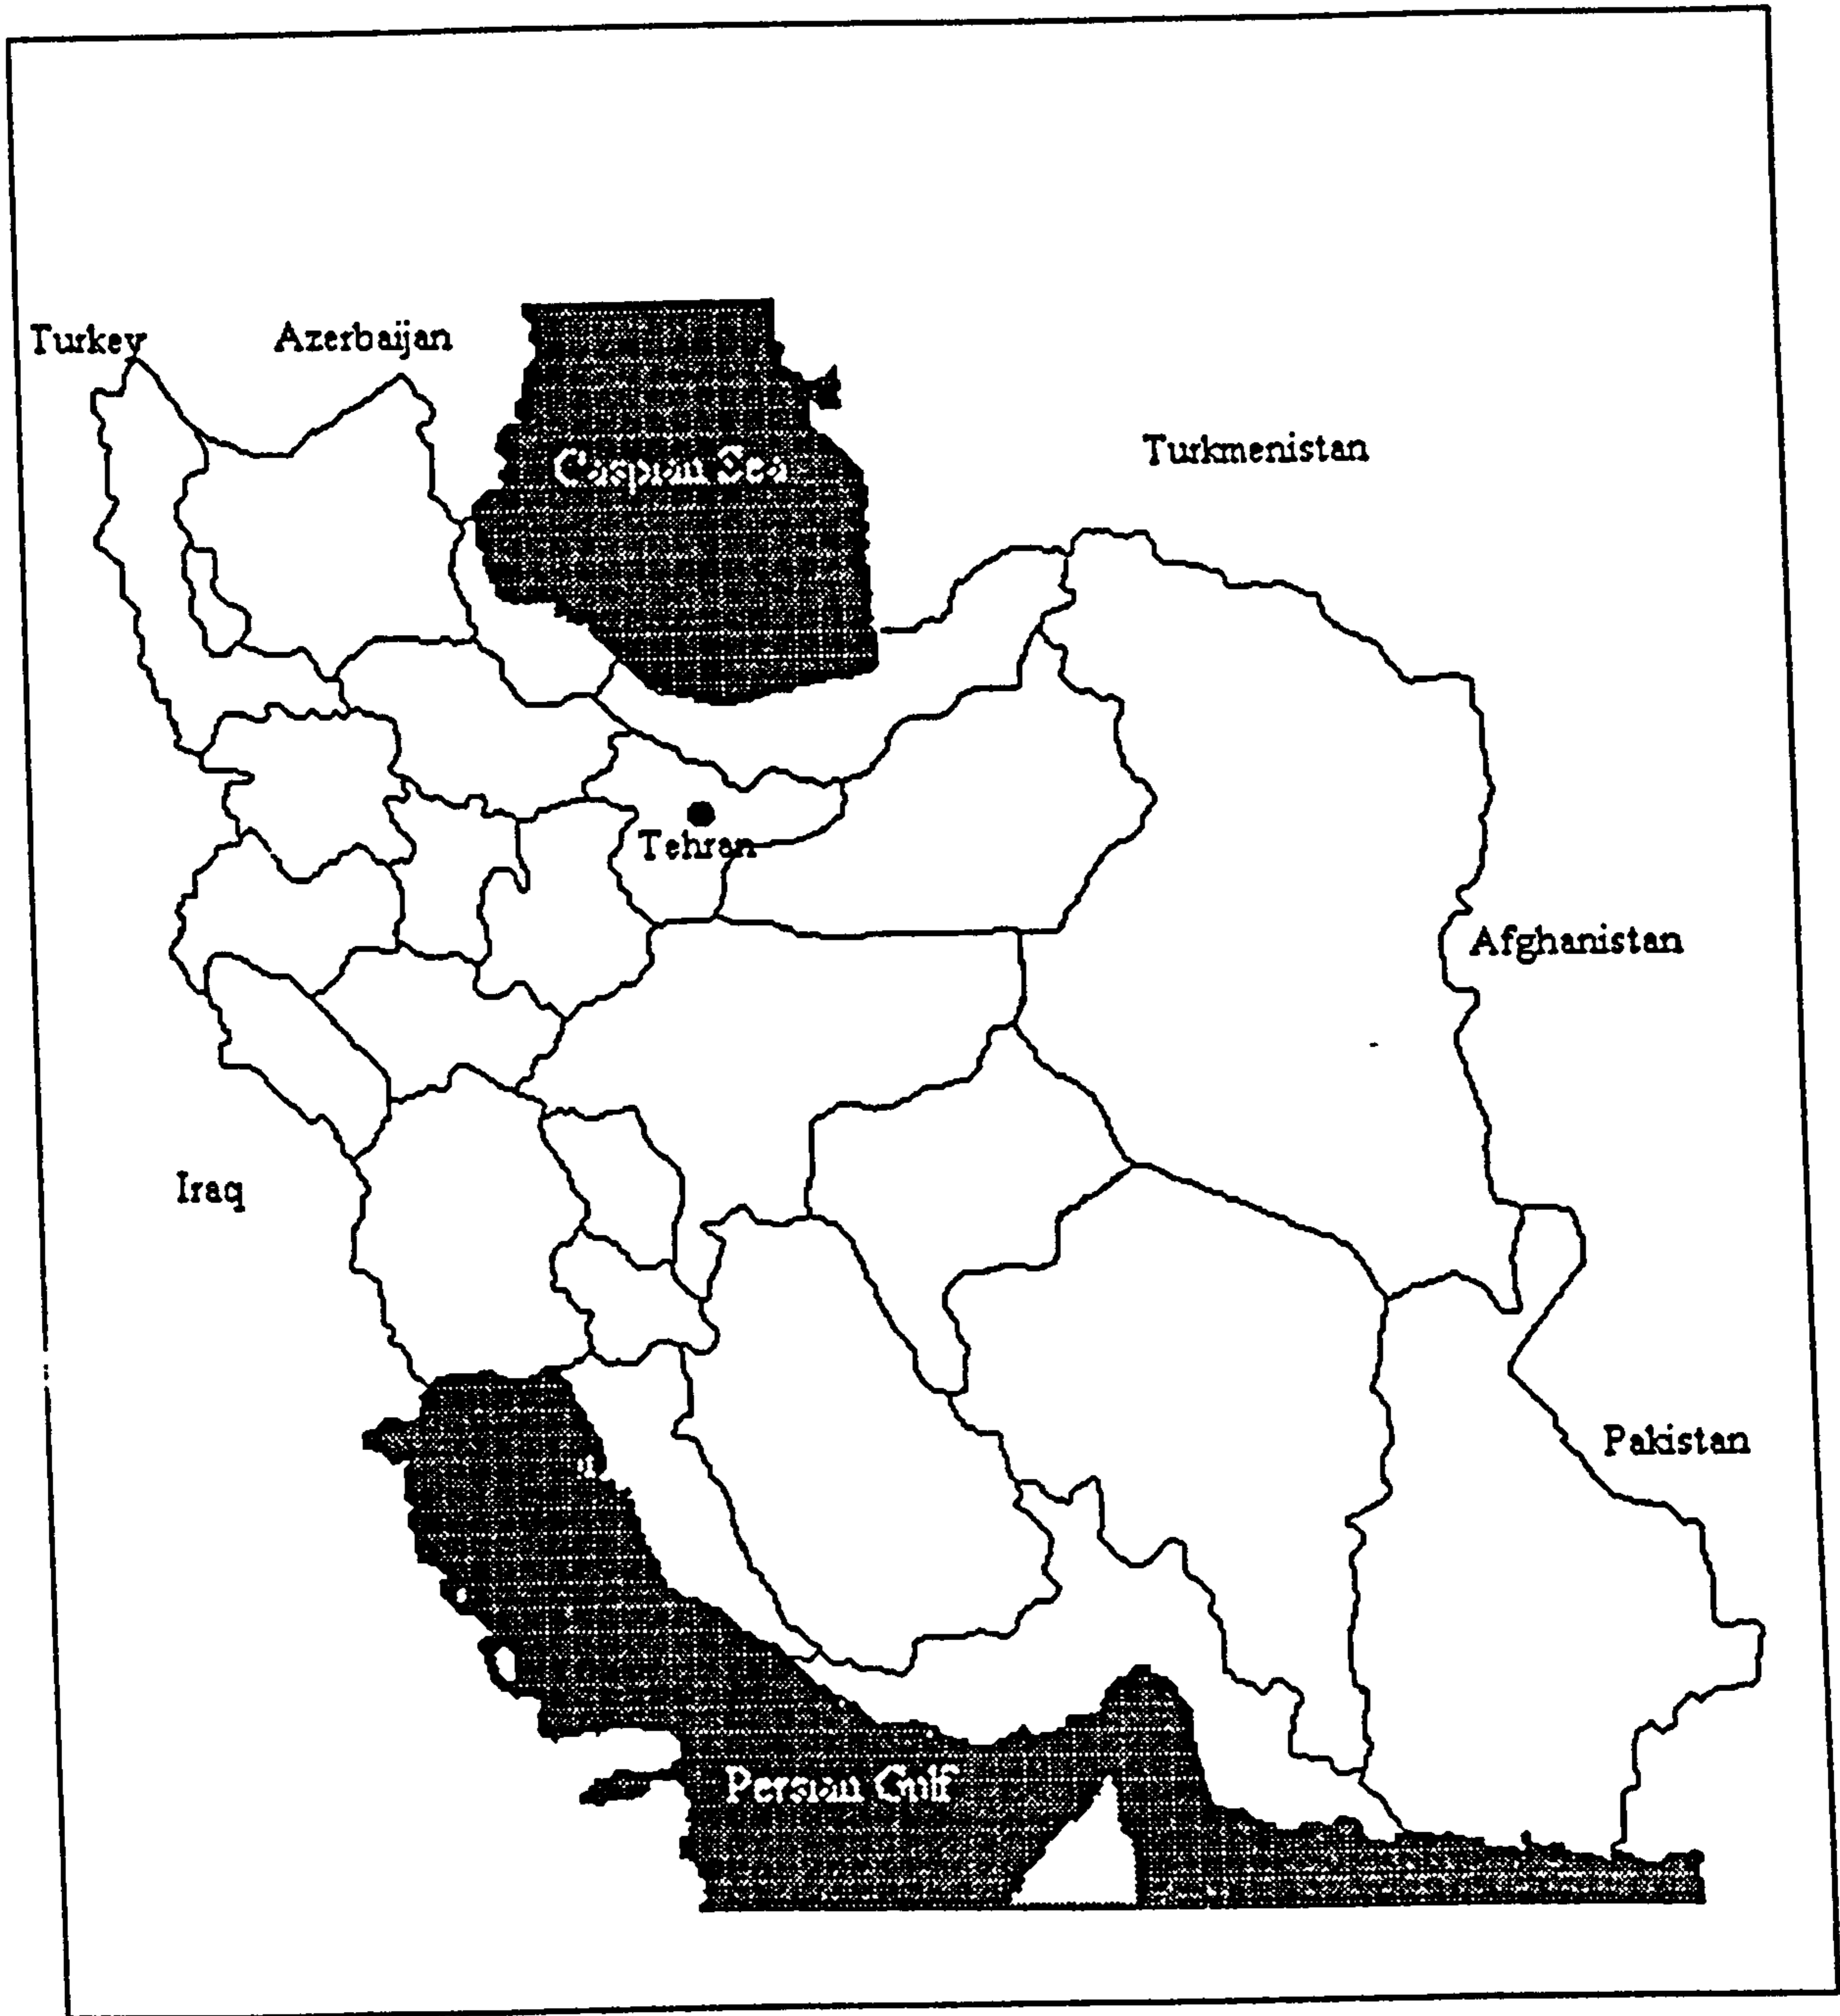 Turkey
Azerbaijan
Caspian Sea
Turkmenistan
Tehran
Afghanistan
Iraq
Pakistan
Persian Gulf